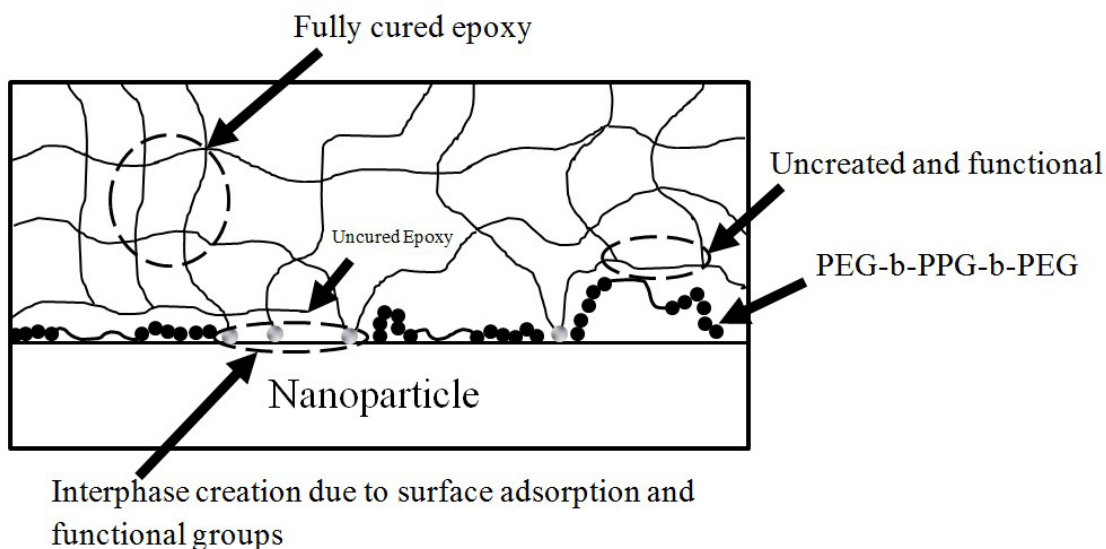 Fully cured epoxy
Uncreated and functional
Uncured Epoxy
PEG-b-PPG-b-PEG
Nanoparticle
Interphase creation due to surface adsorption and
functional groups